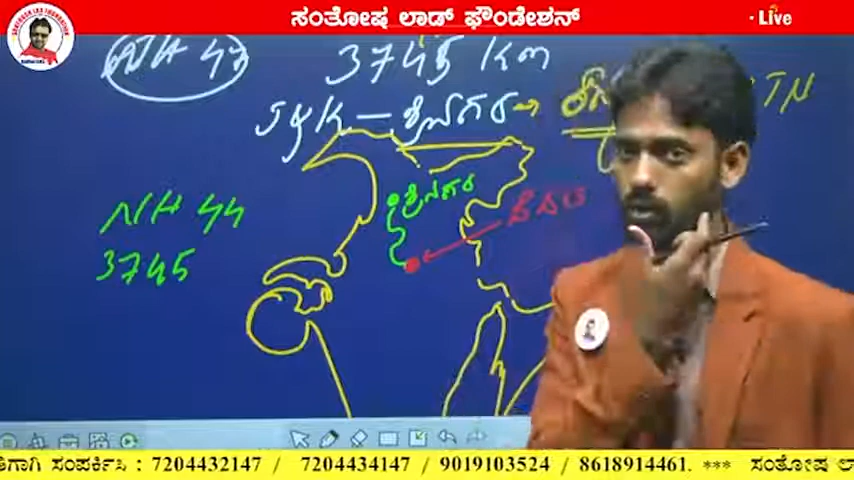 ಸಂತೋಷ ಲಾಡ್ ಫೌಂಡೇಶನ್
Live
NH 44
3745 Km
J&K - ಶ್ರೀನಗರ →
TN
ಶ್ರೀನಗರ
NH 44
3745
ತಿಗಾಗಿ ಸಂಪರ್ಕಿಸಿ : 7204432147 / 7204434147 / 9019103524 / 8618914461. *** ಸಂತೋಷ ಲಾ